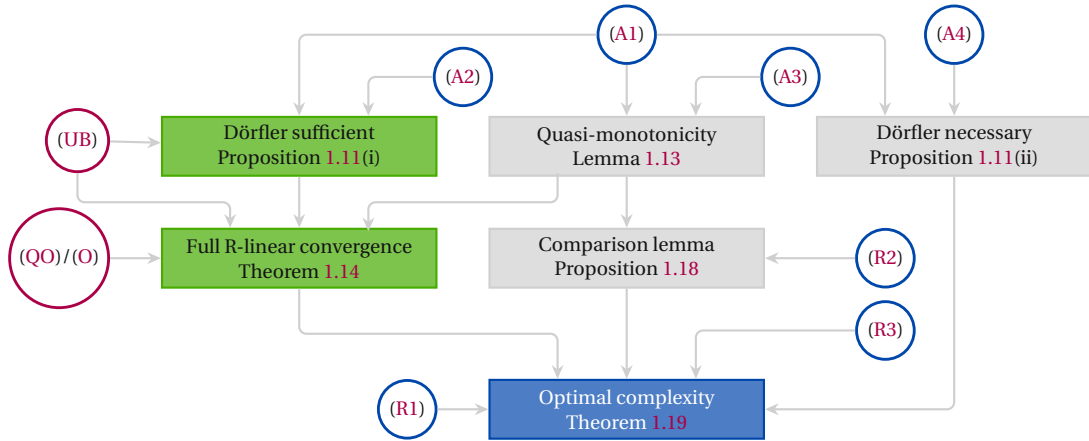 (A1)
(A4)
(A2)
(A3)
(UB)
Dörfler sufficient
Proposition 1.11(i)
Quasi-monotonicity
Lemma 1.13
Dörfler necessary
Proposition 1.11(ii)
(QO)/(O)
Full R-linear convergence
Theorem 1.14
Comparison lemma
Proposition 1.18
(R2)
(R3)
(R1)
Optimal complexity
Theorem 1.19